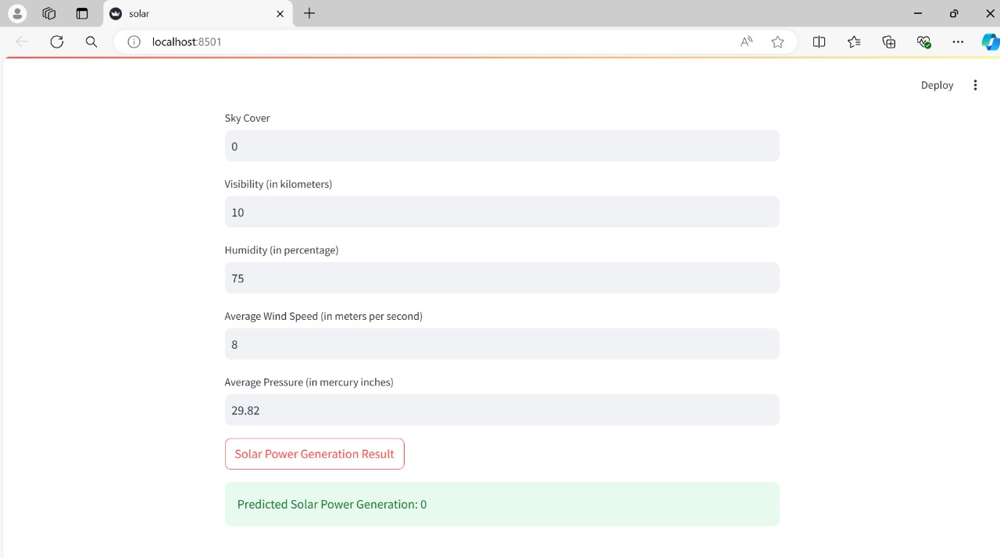 solar
localhost:8501
Deploy
Sky Cover
0
Visibility (in kilometers)
10
Humidity (in percentage)
75
Average Wind Speed (in meters per second)
8
Average Pressure (in mercury inches)
29.82
Solar Power Generation Result
Predicted Solar Power Generation: 0